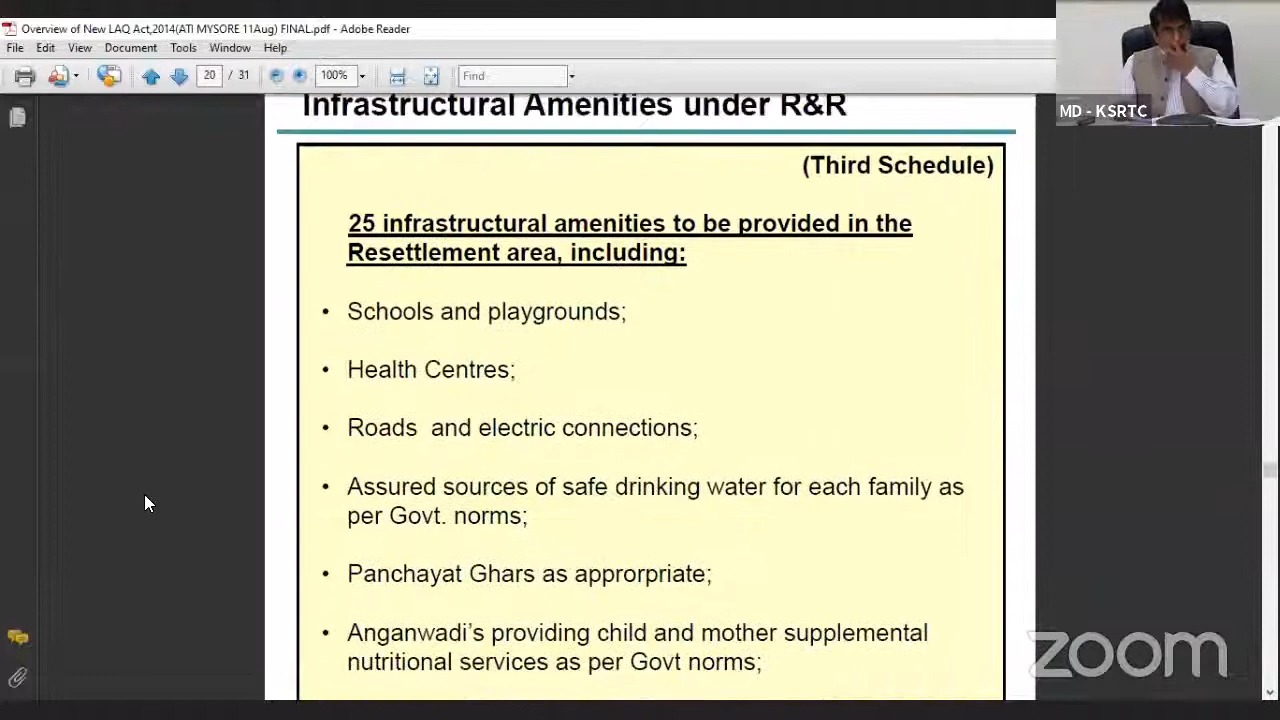 Overview of New LAQ Act,2014(ATI MYSORE 11Aug) FINAL.pdf - Adobe Reader
File Edit View Document Tools Window Help
20 / 31 100% Find
MD - KSRTC
Infrastructural Amenities under R&R
(Third Schedule)
25 infrastructural amenities to be provided in the
Resettlement area, including:
• Schools and playgrounds;
• Health Centres;
• Roads and electric connections;
• Assured sources of safe drinking water for each family as
per Govt. norms;
• Panchayat Ghars as approrpriate;
• Anganwadi’s providing child and mother supplemental
nutritional services as per Govt norms;
zoom